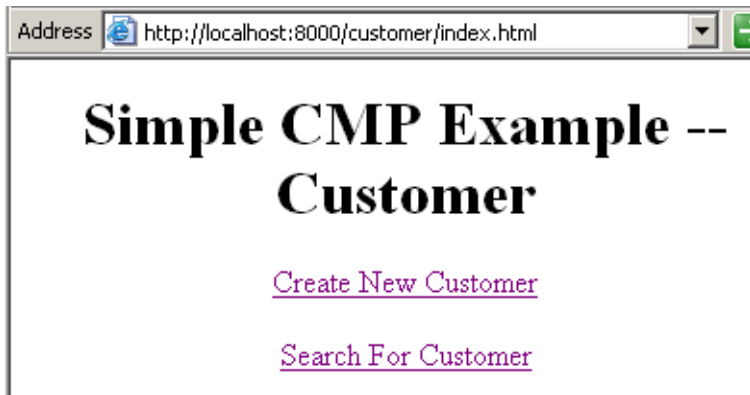 Address http://localhost:8000/customer/index.html
Simple CMP Example --
Customer
Create New Customer
Search For Customer